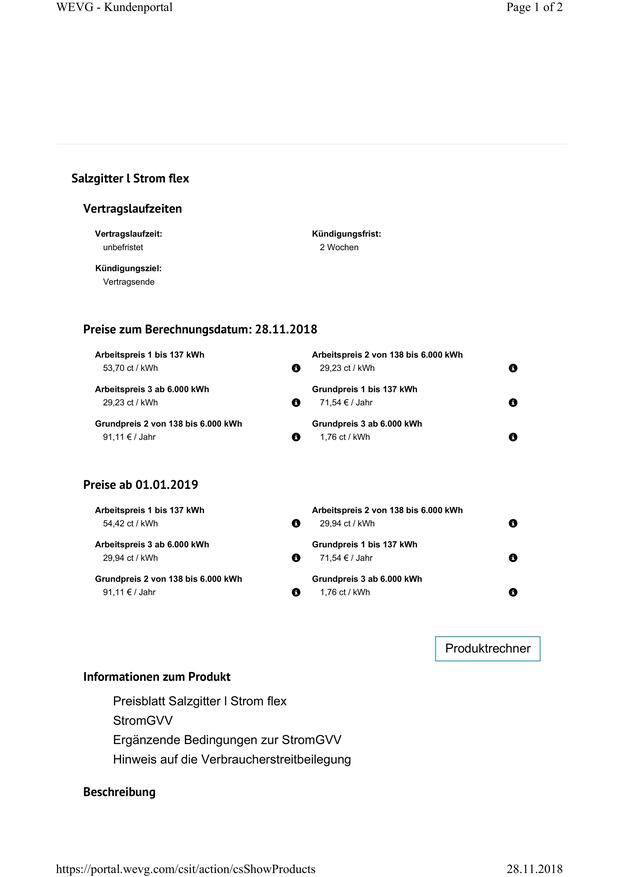 WEVG - Kundenportal Page 1 of 2
Salzgitter l Strom flex
Vertragslaufzeiten
Vertragslaufzeit: Kündigungsfrist:
unbefristet 2 Wochen
Kündigungsziel:
Vertragsende
Preise zum Berechnungsdatum: 28.11.2018
Arbeitspreis 1 bis 137 kWh Arbeitspreis 2 von 138 bis 6.000 kWh
53,70 ct / kWh 29,23 ct / kWh
Arbeitspreis 3 ab 6.000 kWh Grundpreis 1 bis 137 kWh
29,23 ct / kWh 71,54 € / Jahr
Grundpreis 2 von 138 bis 6.000 kWh Grundpreis 3 ab 6.000 kWh
91,11 € / Jahr 1,76 ct / kWh
Preise ab 01.01.2019
Arbeitspreis 1 bis 137 kWh Arbeitspreis 2 von 138 bis 6.000 kWh
54,42 ct / kWh 29,94 ct / kWh
Arbeitspreis 3 ab 6.000 kWh Grundpreis 1 bis 137 kWh
29,94 ct / kWh 71,54 € / Jahr
Grundpreis 2 von 138 bis 6.000 kWh Grundpreis 3 ab 6.000 kWh
91,11 € / Jahr 1,76 ct / kWh
Produktrechner
Informationen zum Produkt
Preisblatt Salzgitter l Strom flex
StromGVV
Ergänzende Bedingungen zur StromGVV
Hinweis auf die Verbraucherstreitbeilegung
Beschreibung
https://portal.wevg.com/csit/action/csShowProducts 28.11.2018